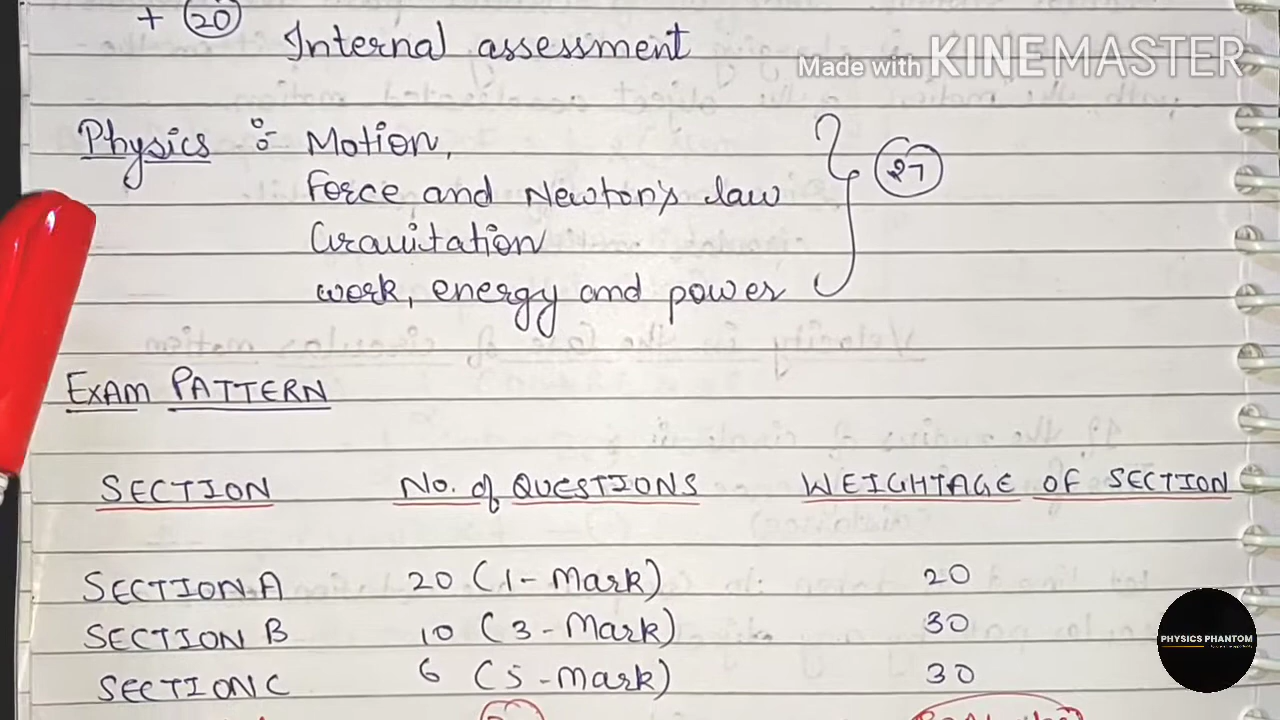 + 20
Internal assessment
Made with KINEMASTER
Physics :- Motion,
Force and Newton's law
Gravitation
work, energy and power
27
EXAM PATTERN
SECTION No. of QUESTIONS WEIGHTAGE OF SECTION
SECTION A 20 (1-Mark) 20
SECTION B 10 (3-Mark) 30
SECTION C 6 (5-Mark) 30
PHYSICS PHANTOM